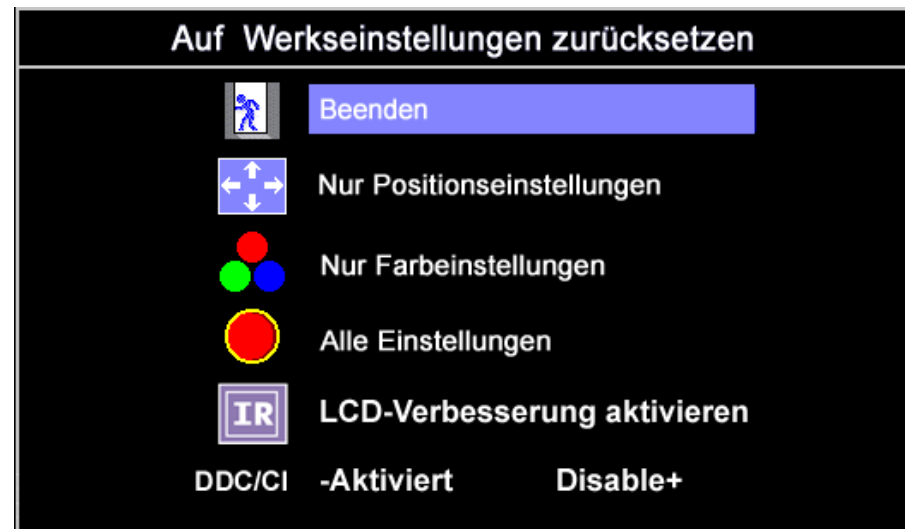 Auf Werkseinstellungen zurücksetzen
Beenden
Nur Positionseinstellungen
Nur Farbeinstellungen
Alle Einstellungen
IR LCD-Verbesserung aktivieren
DDC/CI -Aktiviert Disable+